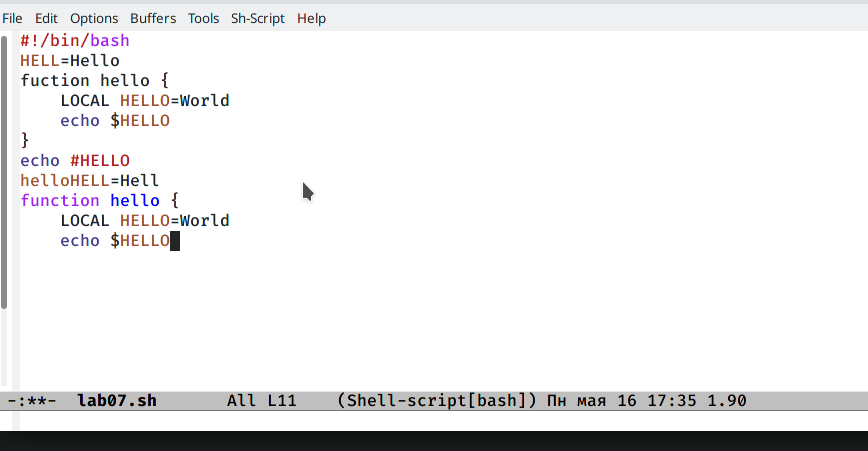 File Edit Options Buffers Tools Sh-Script Help
#!/bin/bash
HELL=Hello
fuction hello {
    LOCAL HELLO=World
    echo $HELLO
}
echo #HELLO
helloHELL=Hell
function hello {
    LOCAL HELLO=World
    echo $HELLO
-:**-  lab07.sh       All L11    (Shell-script[bash]) Пн мая 16 17:35 1.90